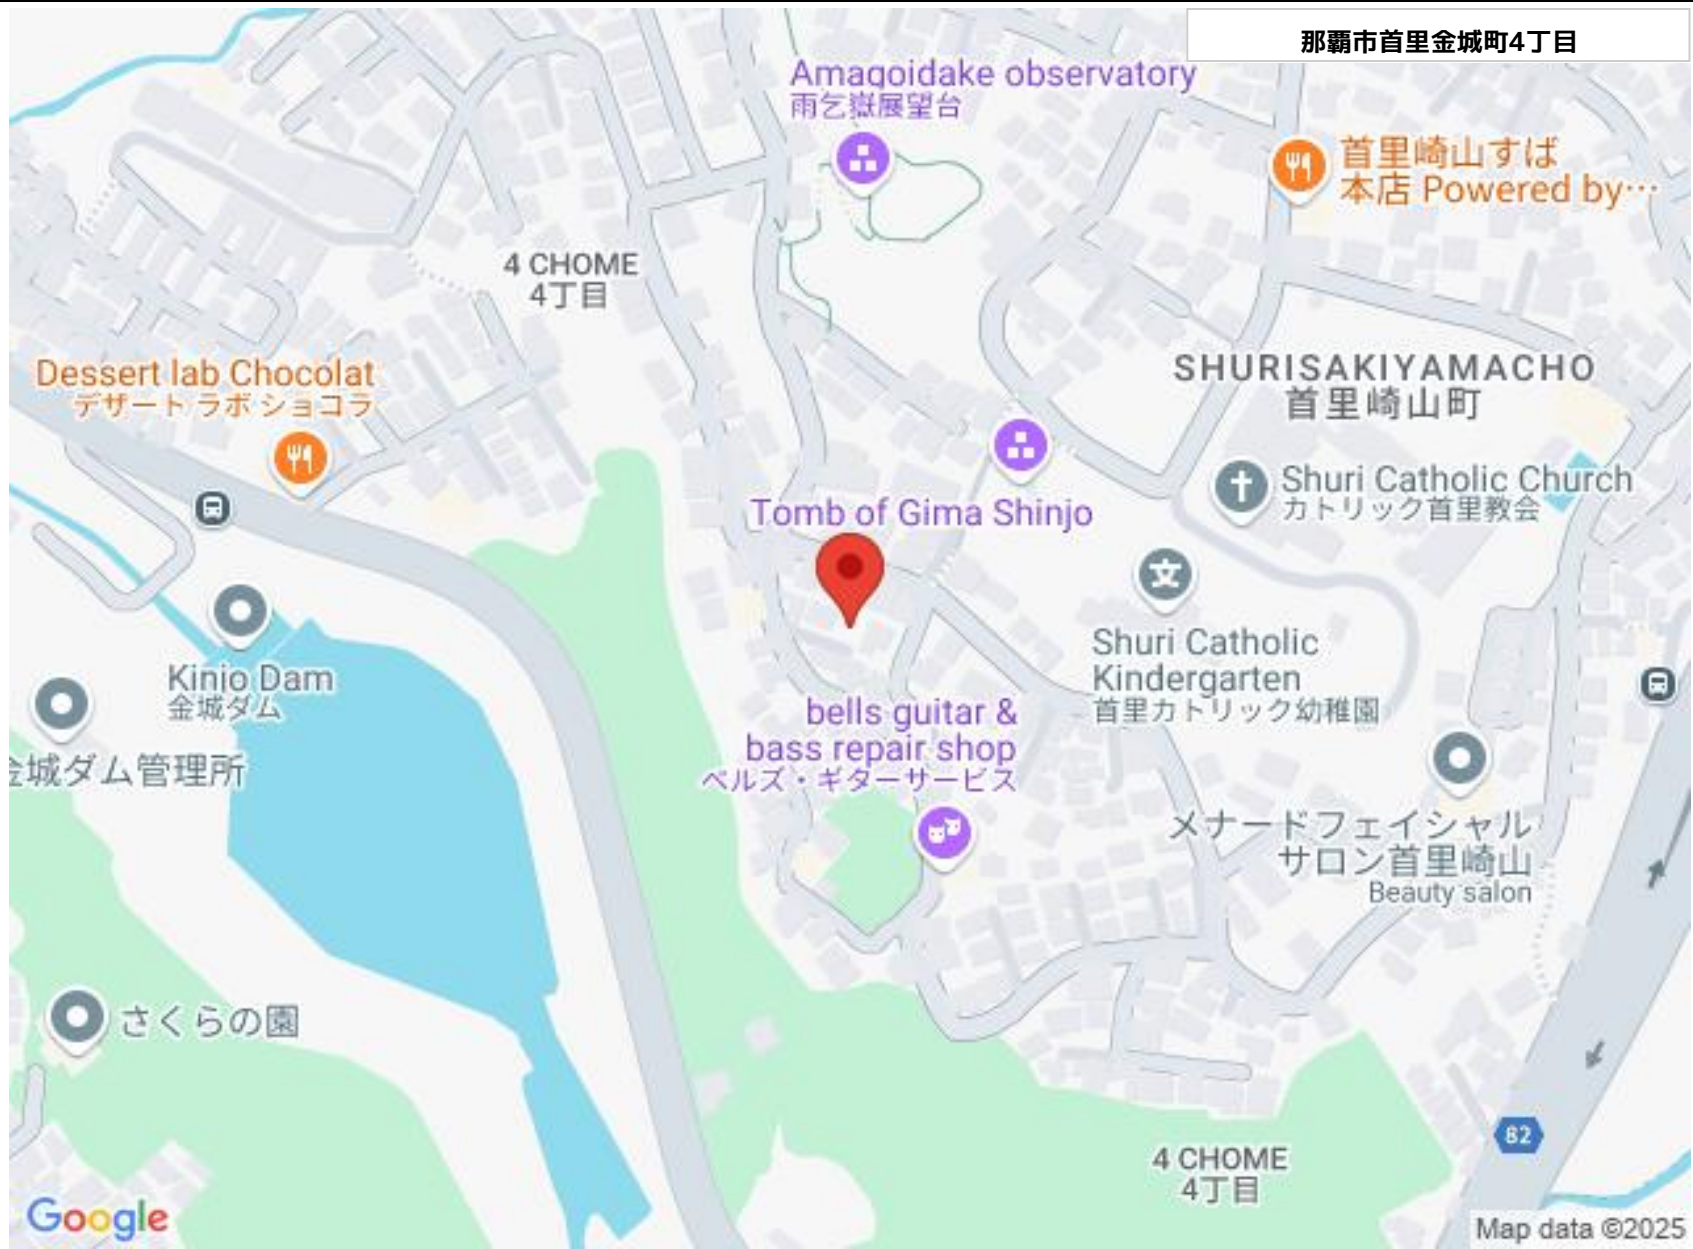 那覇市首里金城町4丁目
Amagoidake observatory
雨乞嶽展望台
首里崎山すば
本店 Powered by…
4 CHOME
4丁目
Dessert lab Chocolat
デザートラボショコラ
SHURISAKIYAMACHO
首里崎山町
Shuri Catholic Church
カトリック首里教会
Tomb of Gima Shinjo
Shuri Catholic
Kindergarten
首里カトリック幼稚園
Kinjo Dam
金城ダム
金城ダム管理所
bells guitar &
bass repair shop
ベルズ・ギターサービス
メナードフェイシャル
サロン首里崎山
Beauty salon
さくらの園
82
4 CHOME
4丁目
Google
Map data ©2025